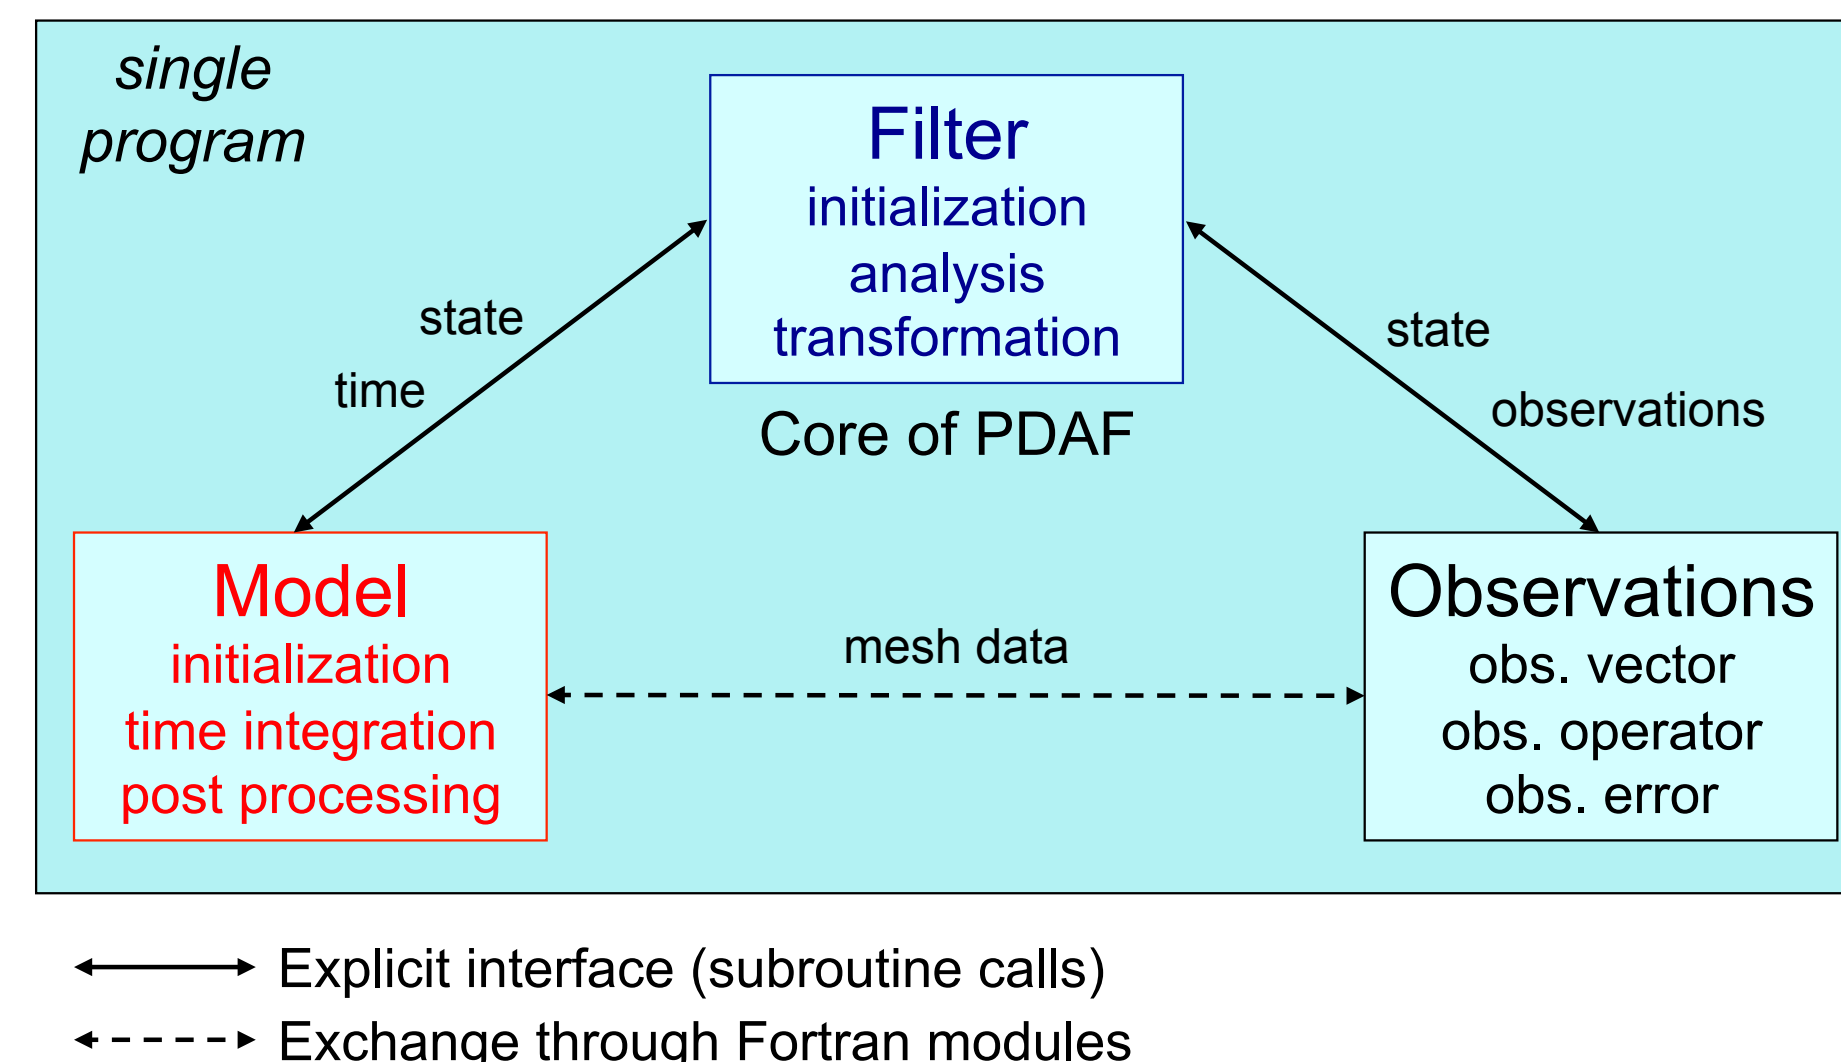 single
program
Filter
initialization
analysis
transformation
Core of PDAF
state
time
state
observations
Model
initialization
time integration
post processing
mesh data
Observations
obs. vector
obs. operator
obs. error
Explicit interface (subroutine calls)
Exchange through Fortran modules